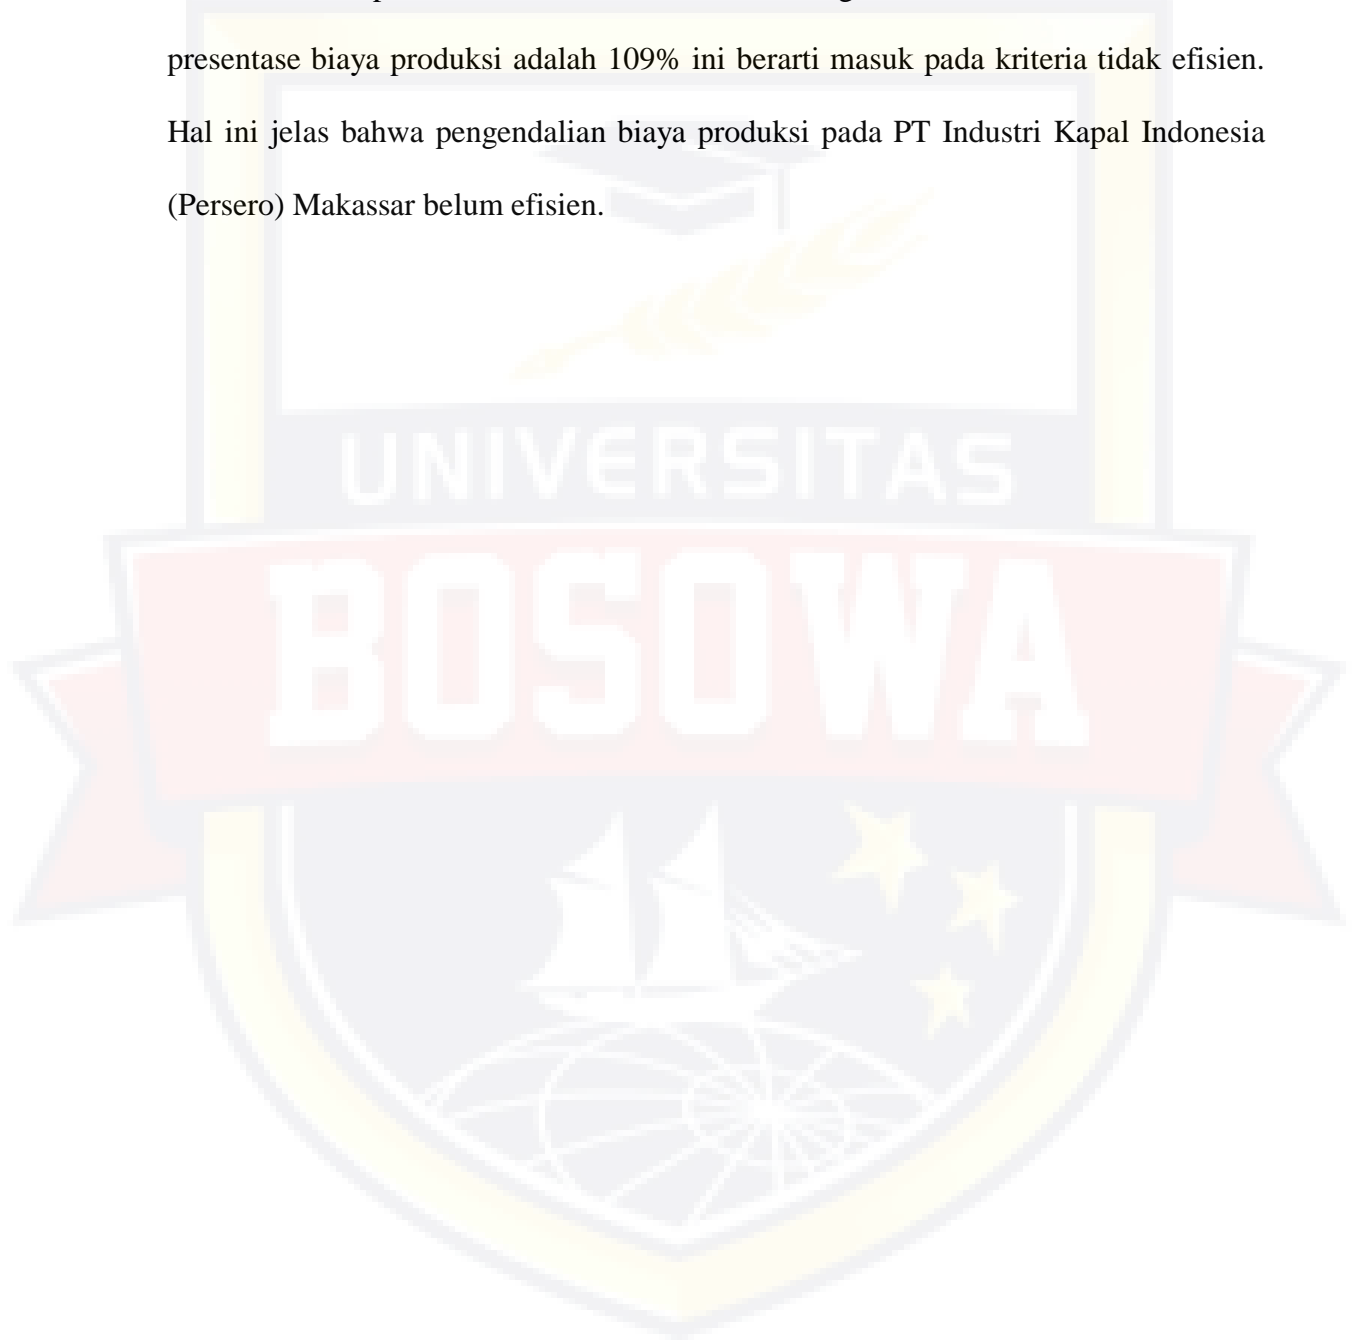 presentase biaya produksi adalah 109% ini berarti masuk pada kriteria tidak efisien.
Hal ini jelas bahwa pengendalian biaya produksi pada PT Industri Kapal Indonesia
(Persero) Makassar belum efisien.
UNIVERSITAS
BOSOWA